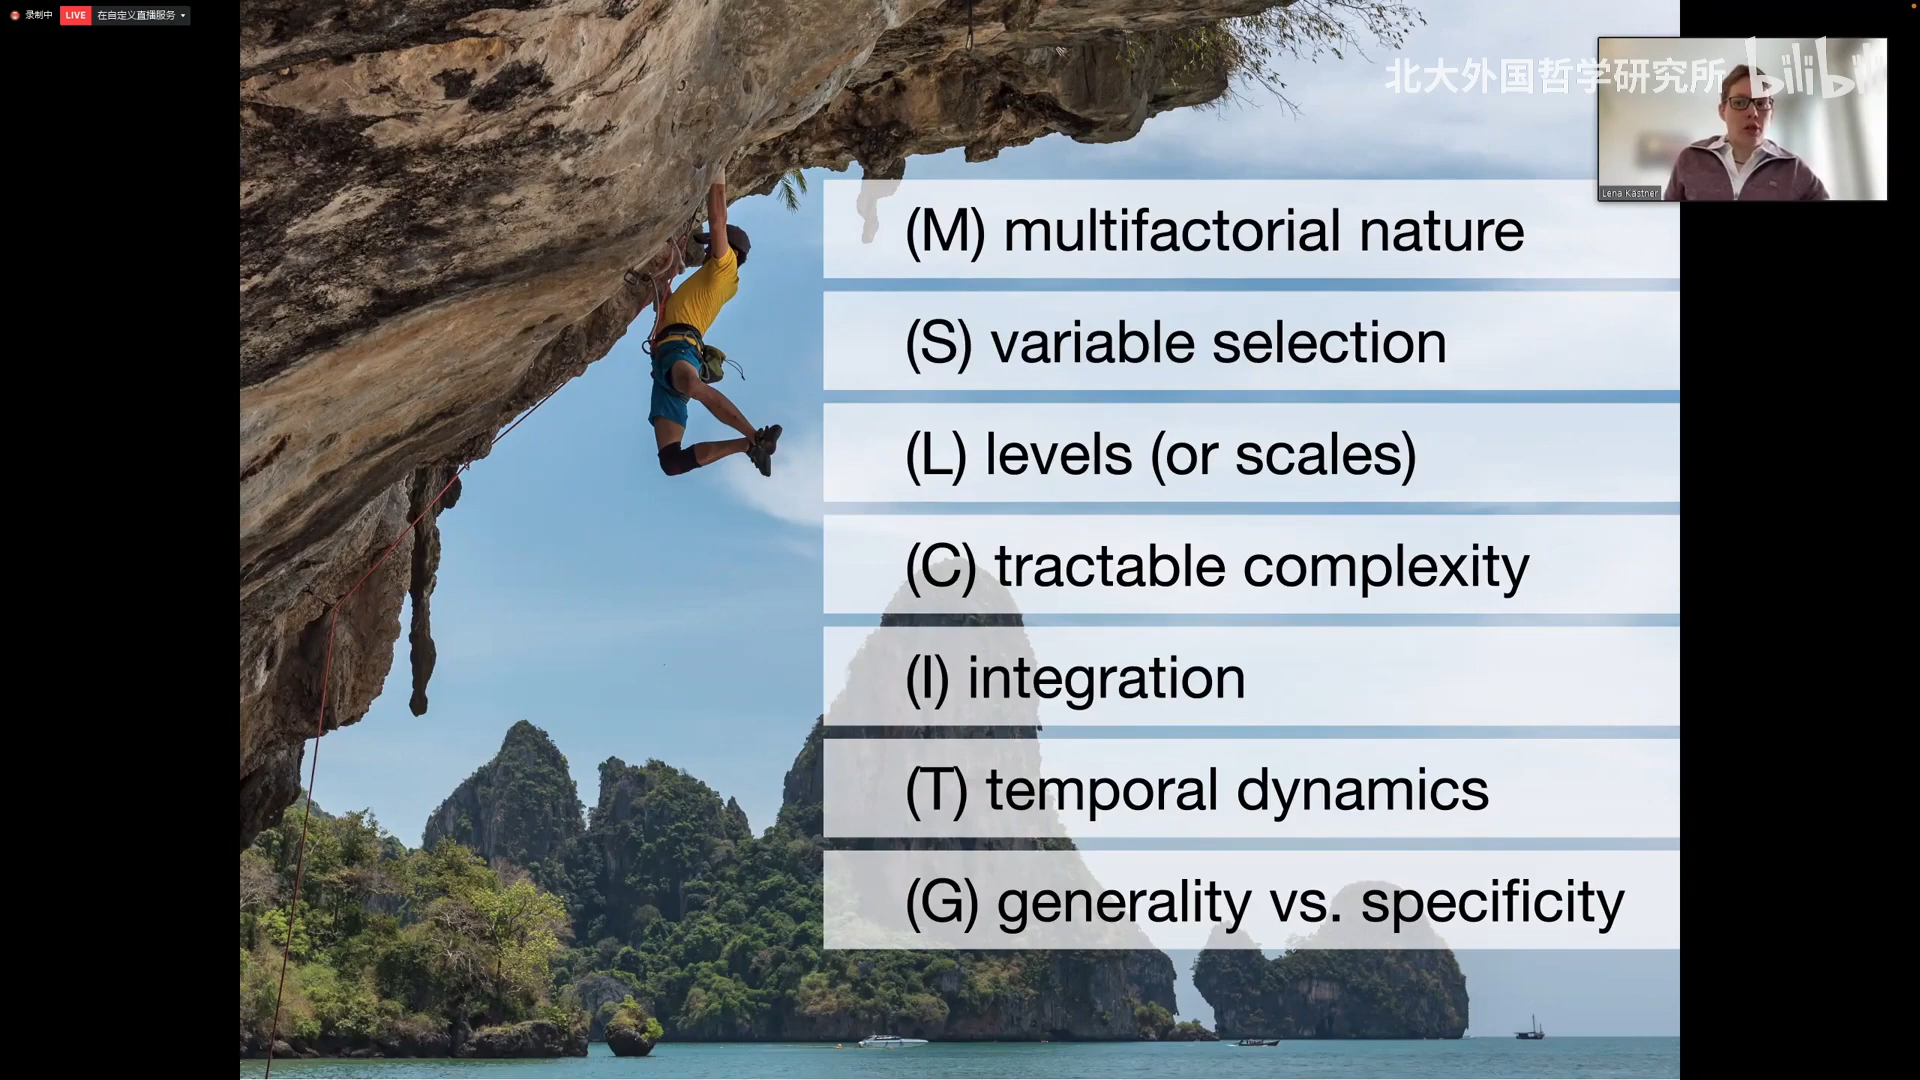 录制中
LIVE 在自定义直播服务
北大外国哲学研究所 bilibili
Lena Kästner
(M) multifactorial nature
(S) variable selection
(L) levels (or scales)
(C) tractable complexity
(I) integration
(T) temporal dynamics
(G) generality vs. specificity